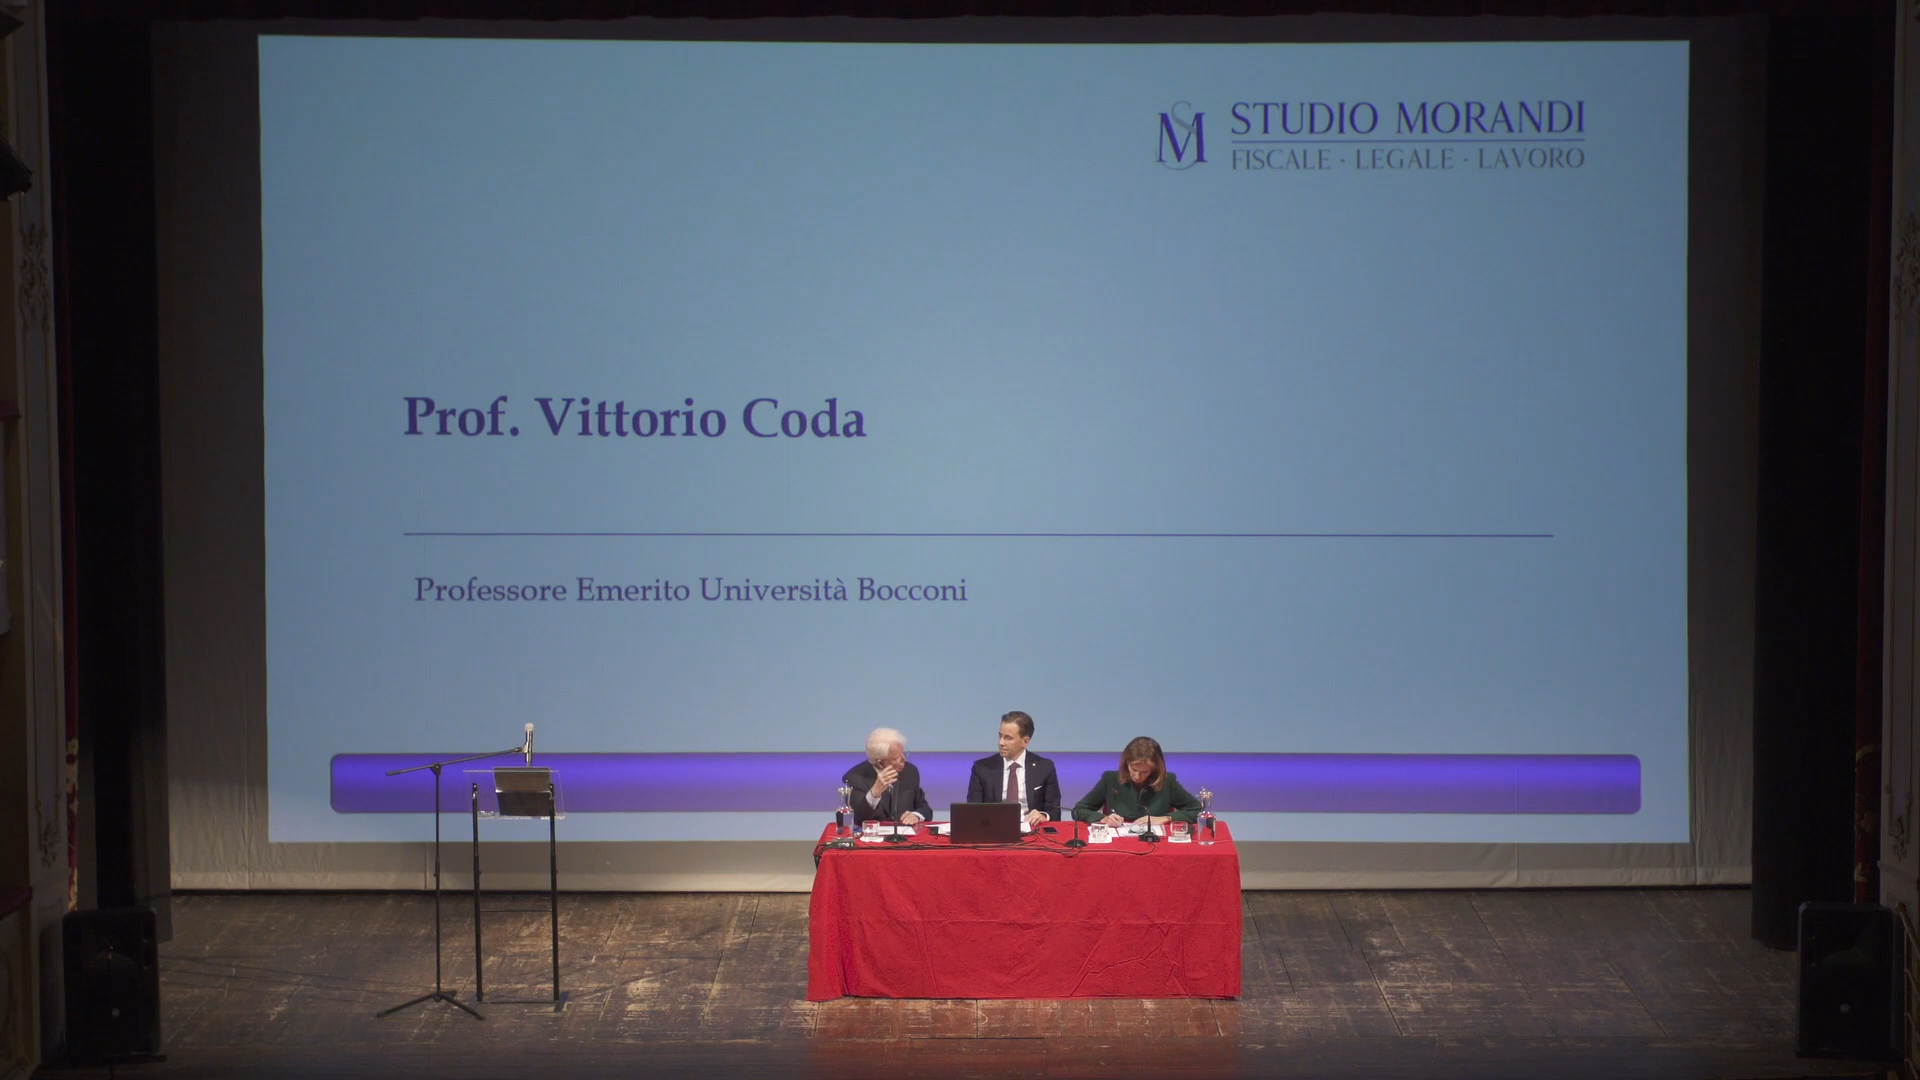 STUDIO MORANDI
FISCALE · LEGALE · LAVORO
Prof. Vittorio Coda
Professore Emerito Università Bocconi